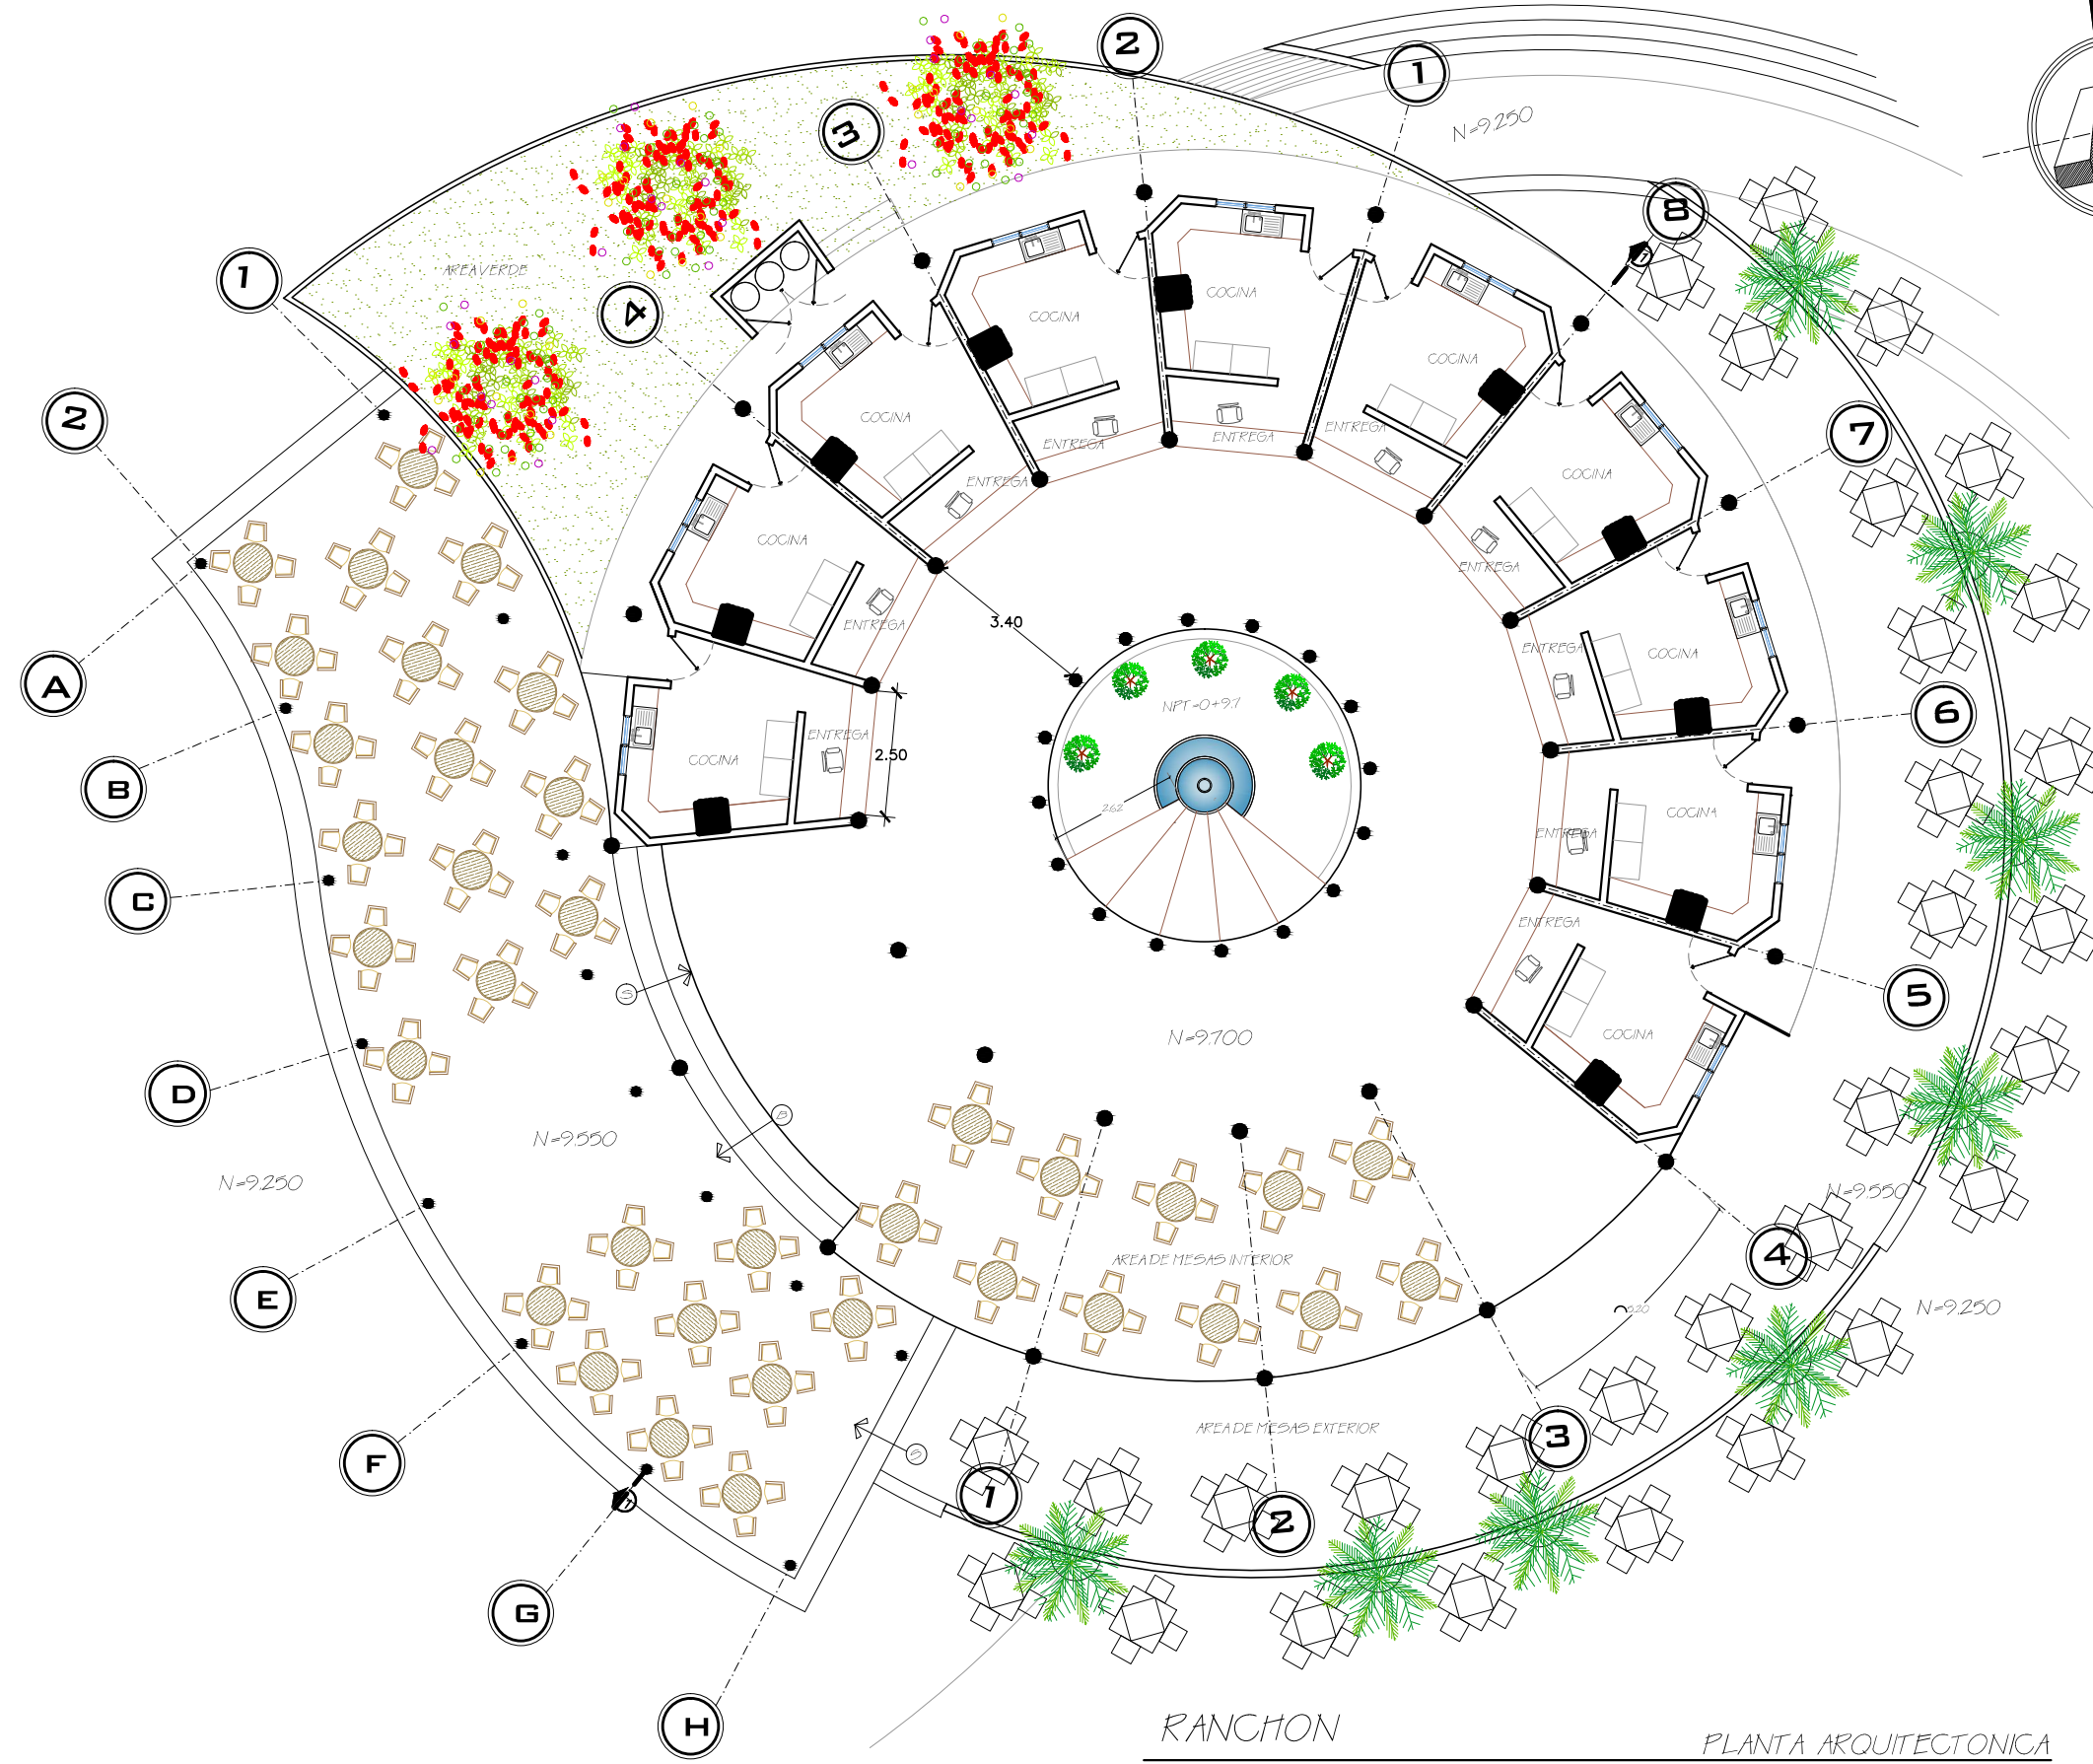 2
1
N=9.250
3
8
AREA VERDE
1
4
COCINA
COCINA
COCINA
COCINA
COCINA
COCINA
2
ENTREGA
ENTREGA
ENTREGA
ENTREGA
7
ENTREGA
COCINA
ENTREGA
3.40
ENTREGA
ENTREGA
COCINA
A
NPT=0+9.7
6
ENTREGA
2.50
COCINA
B
2.62
COCINA
ENTREGA
C
ENTREGA
5
S
N=9.700
COCINA
D
B
N=9.550
N=9.250
N=9.550
4
AREA DE MESAS INTERIOR
E
N=9.250
AREA DE MESAS EXTERIOR
3
S
F
1
2
G
H
RANCHON
PLANTA ARQUITECTONICA